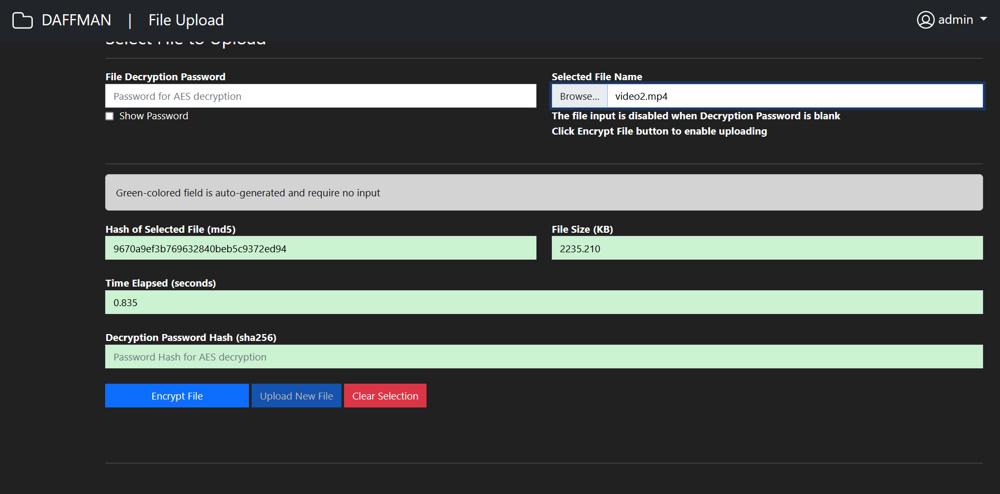 DAFFMAN | File Upload
admin
Select File to Upload
File Decryption Password
Password for AES decryption
Show Password
Selected File Name
Browse... video2.mp4
The file input is disabled when Decryption Password is blank
Click Encrypt File button to enable uploading
Green-colored field is auto-generated and require no input
Hash of Selected File (md5)
9670a9ef3b769632840beb5c9372ed94
File Size (KB)
2235.210
Time Elapsed (seconds)
0.835
Decryption Password Hash (sha256)
Password Hash for AES decryption
Encrypt File
Upload New File
Clear Selection